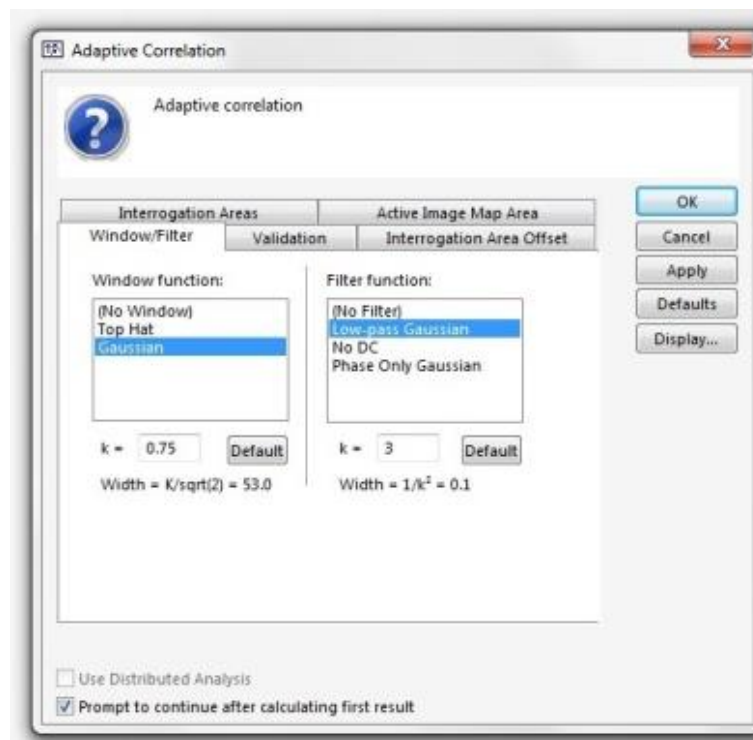 Adaptive Correlation
Adaptive correlation
Interrogation Areas
Active Image Map Area
Window/Filter
Validation
Interrogation Area Offset
OK
Cancel
Apply
Defaults
Display...
Window function:
(No Window)
Top Hat
Gaussian
k = 0.75 Default
Width = K/sqrt(2) = 53.0
Filter function:
(No Filter)
Low-pass Gaussian
No DC
Phase Only Gaussian
k = 3 Default
Width = 1/k² = 0.1
Use Distributed Analysis
Prompt to continue after calculating first result